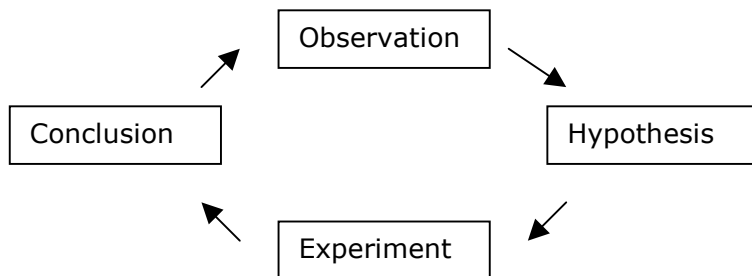 Observation
Conclusion
Hypothesis
Experiment